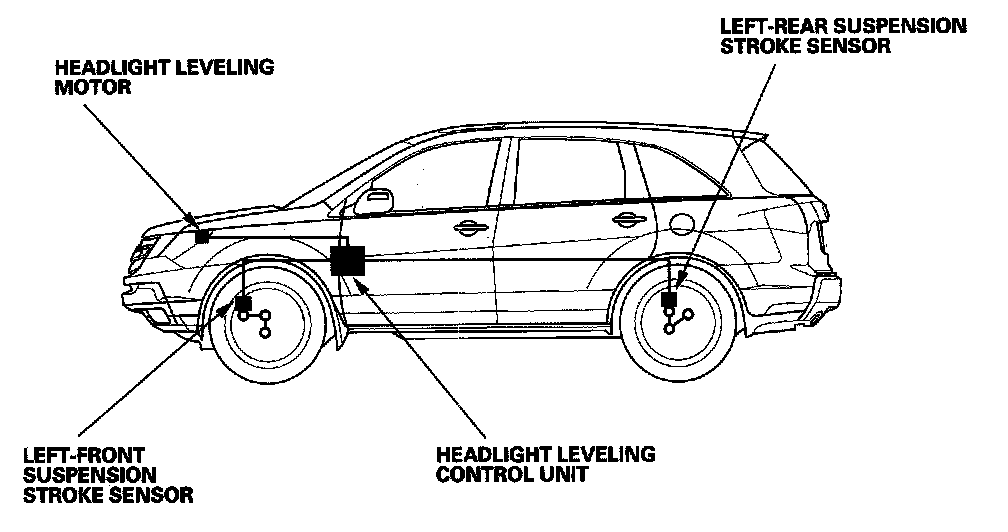 LEFT-REAR SUSPENSION
STROKE SENSOR
HEADLIGHT LEVELING
MOTOR
LEFT-FRONT
SUSPENSION
STROKE SENSOR
HEADLIGHT LEVELING
CONTROL UNIT